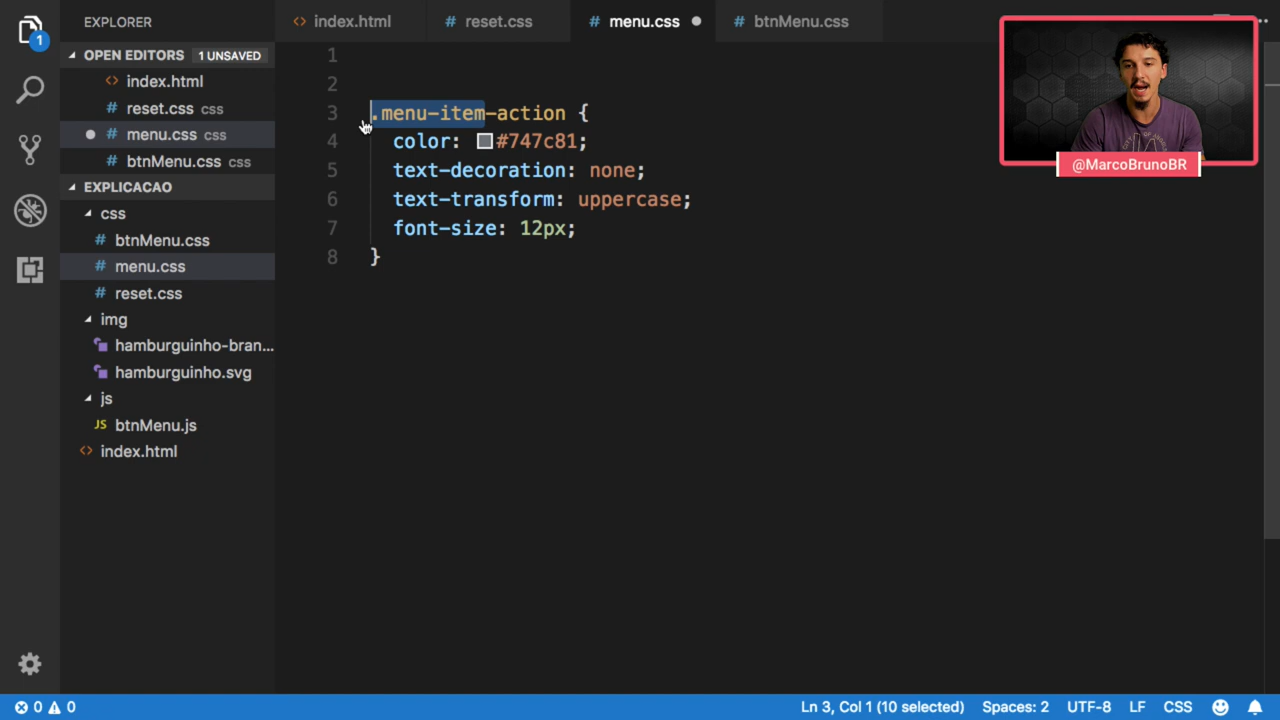 EXPLORER
index.html
reset.css
menu.css
btnMenu.css
1
OPEN EDITORS 1 UNSAVED
index.html
reset.css css
menu.css css
btnMenu.css css
EXPLICACAO
css
btnMenu.css
menu.css
reset.css
img
hamburguinho-bran...
hamburguinho.svg
js
JS btnMenu.js
index.html
1
2
3 .menu-item-action {
4 color: #747c81;
5 text-decoration: none;
6 text-transform: uppercase;
7 font-size: 12px;
8 }
@MarcoBrunoBR
0 0
Ln 3, Col 1 (10 selected) Spaces: 2 UTF-8 LF CSS